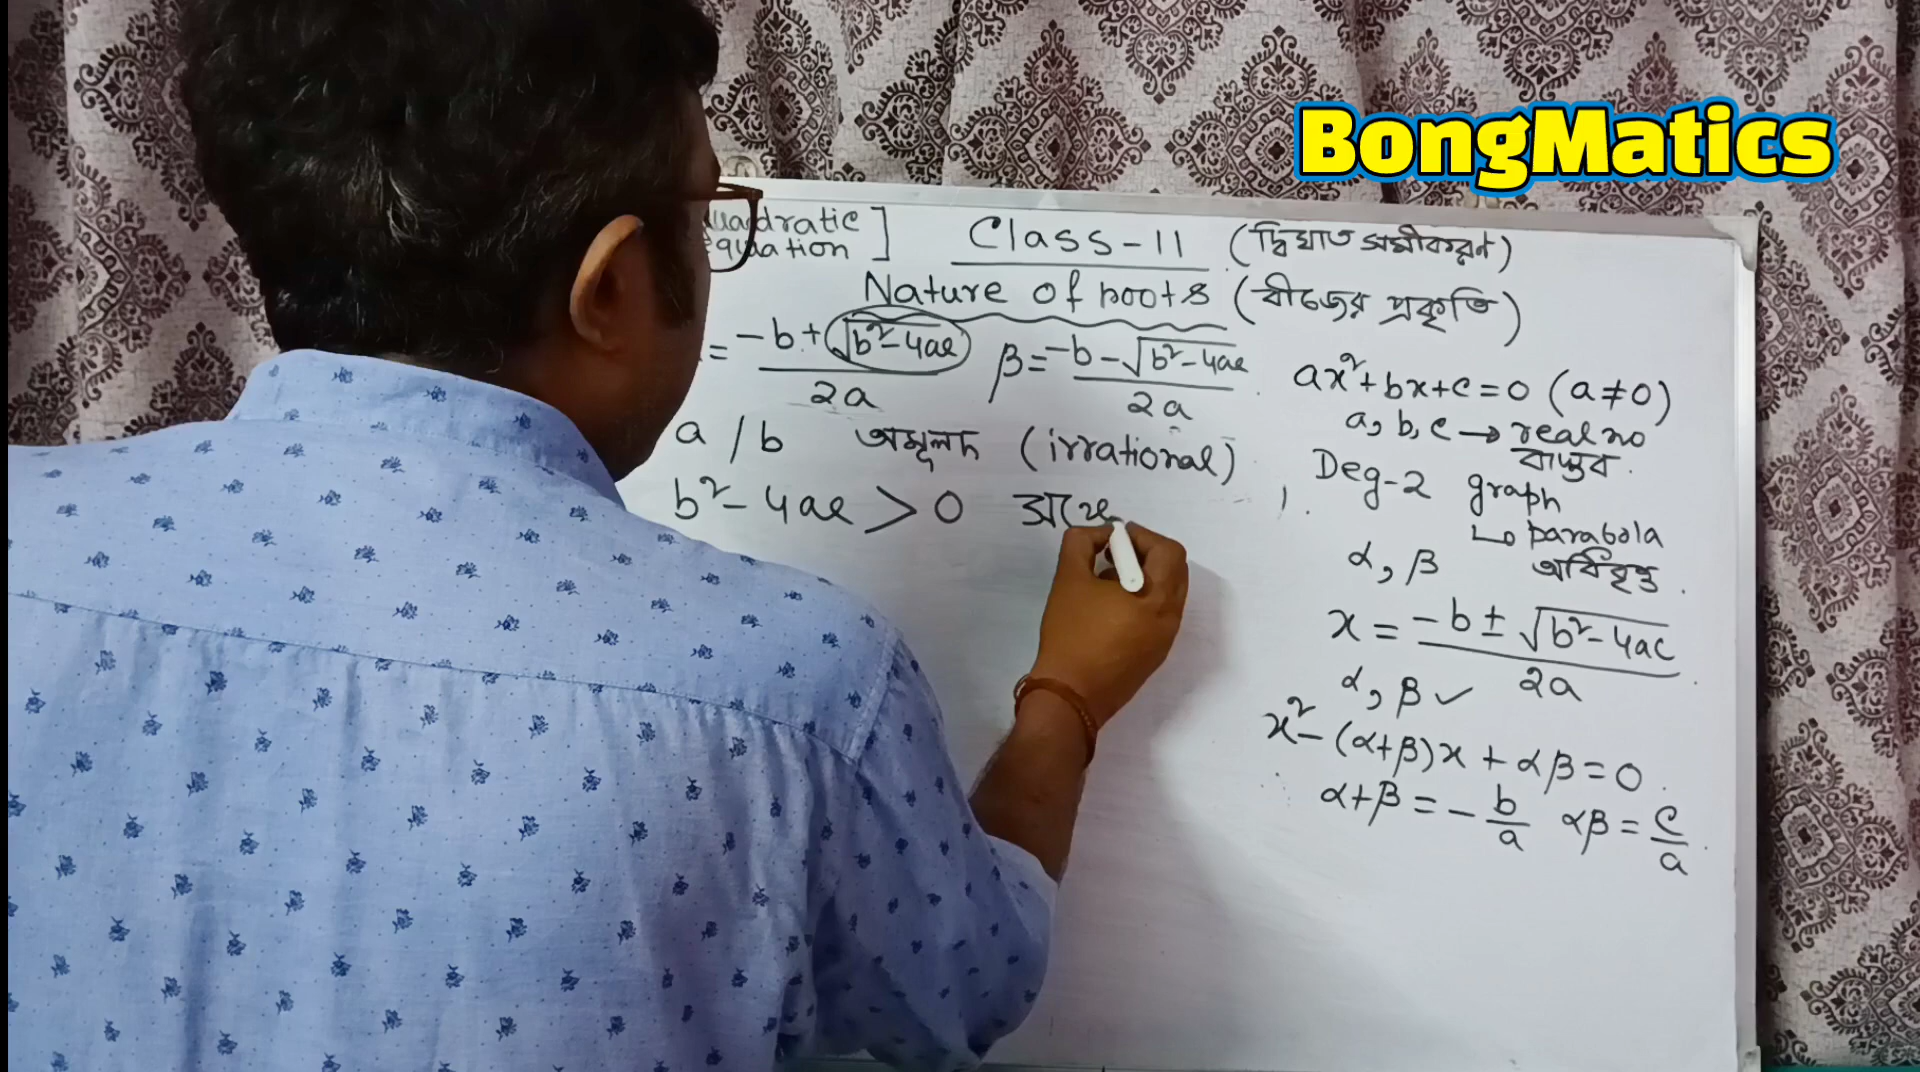 BongMatics
quadratic equation ] Class-11 (দ্বিঘাত সমীকরণ)
Nature of roots (বীজের প্রকৃতি)
= -b + √(b²-4ac) / 2a β = -b - √(b²-4ac) / 2a
a / b অমূলদ (irrational)
b² - 4ac > 0
ax² + bx + c = 0 (a ≠ 0)
a, b, c → real no
বাস্তব
Deg-2 graph
↳ parabola
α, β অধিবৃত্ত
x = -b ± √(b²-4ac) / 2a
α, β ✓
x² - (α+β)x + αβ = 0
α+β = - b/a αβ = c/a